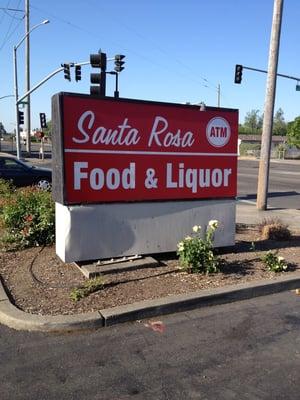 Santa Rosa
ATM
Food & Liquor